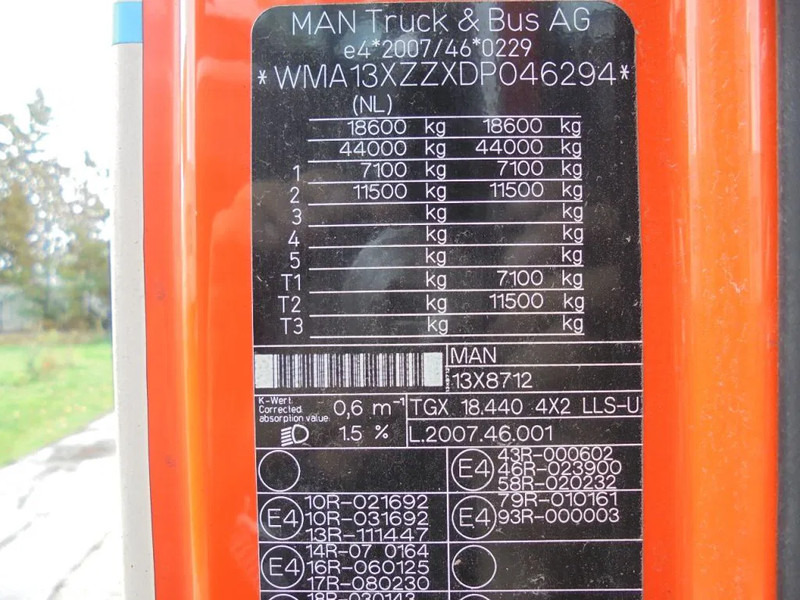 MAN Truck & Bus AG
e4*2007/46*0229
*WMA13XZZXDP046294*
(NL)
18600 kg 18600 kg
44000 kg 44000 kg
1 7100 kg 7100 kg
2 11500 kg 11500 kg
3 kg kg
4 kg kg
5 kg kg
T1 kg 7100 kg
T2 kg 11500 kg
T3 kg kg
MAN
13X8712
K-Wert
Corrected
absorption value
0,6 m⁻¹
TGX 18.440 4X2 LLS-U
1.5 %
L.2007.46.001
E4
43R-000602
46R-023900
58R-020232
E4
10R-021692
10R-031692
13R-111447
E4
79R-010161
93R-000003
E4
14R-07 0164
16R-060125
17R-080230
18R-030143